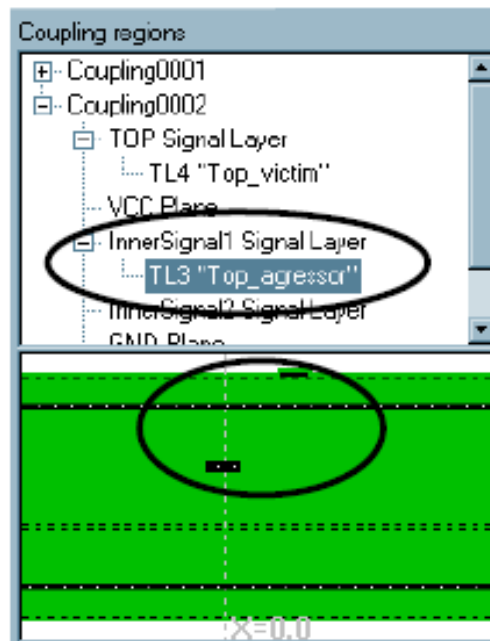 Coupling regions
Coupling0001
Coupling0002
TOP Signal Layer
TL4 "Top_victim"
VCC Plane
InnerSignal1 Signal Layer
TL3 "Top_agressor"
InnerSignal2 Signal Layer
GND Plane
X=0.0